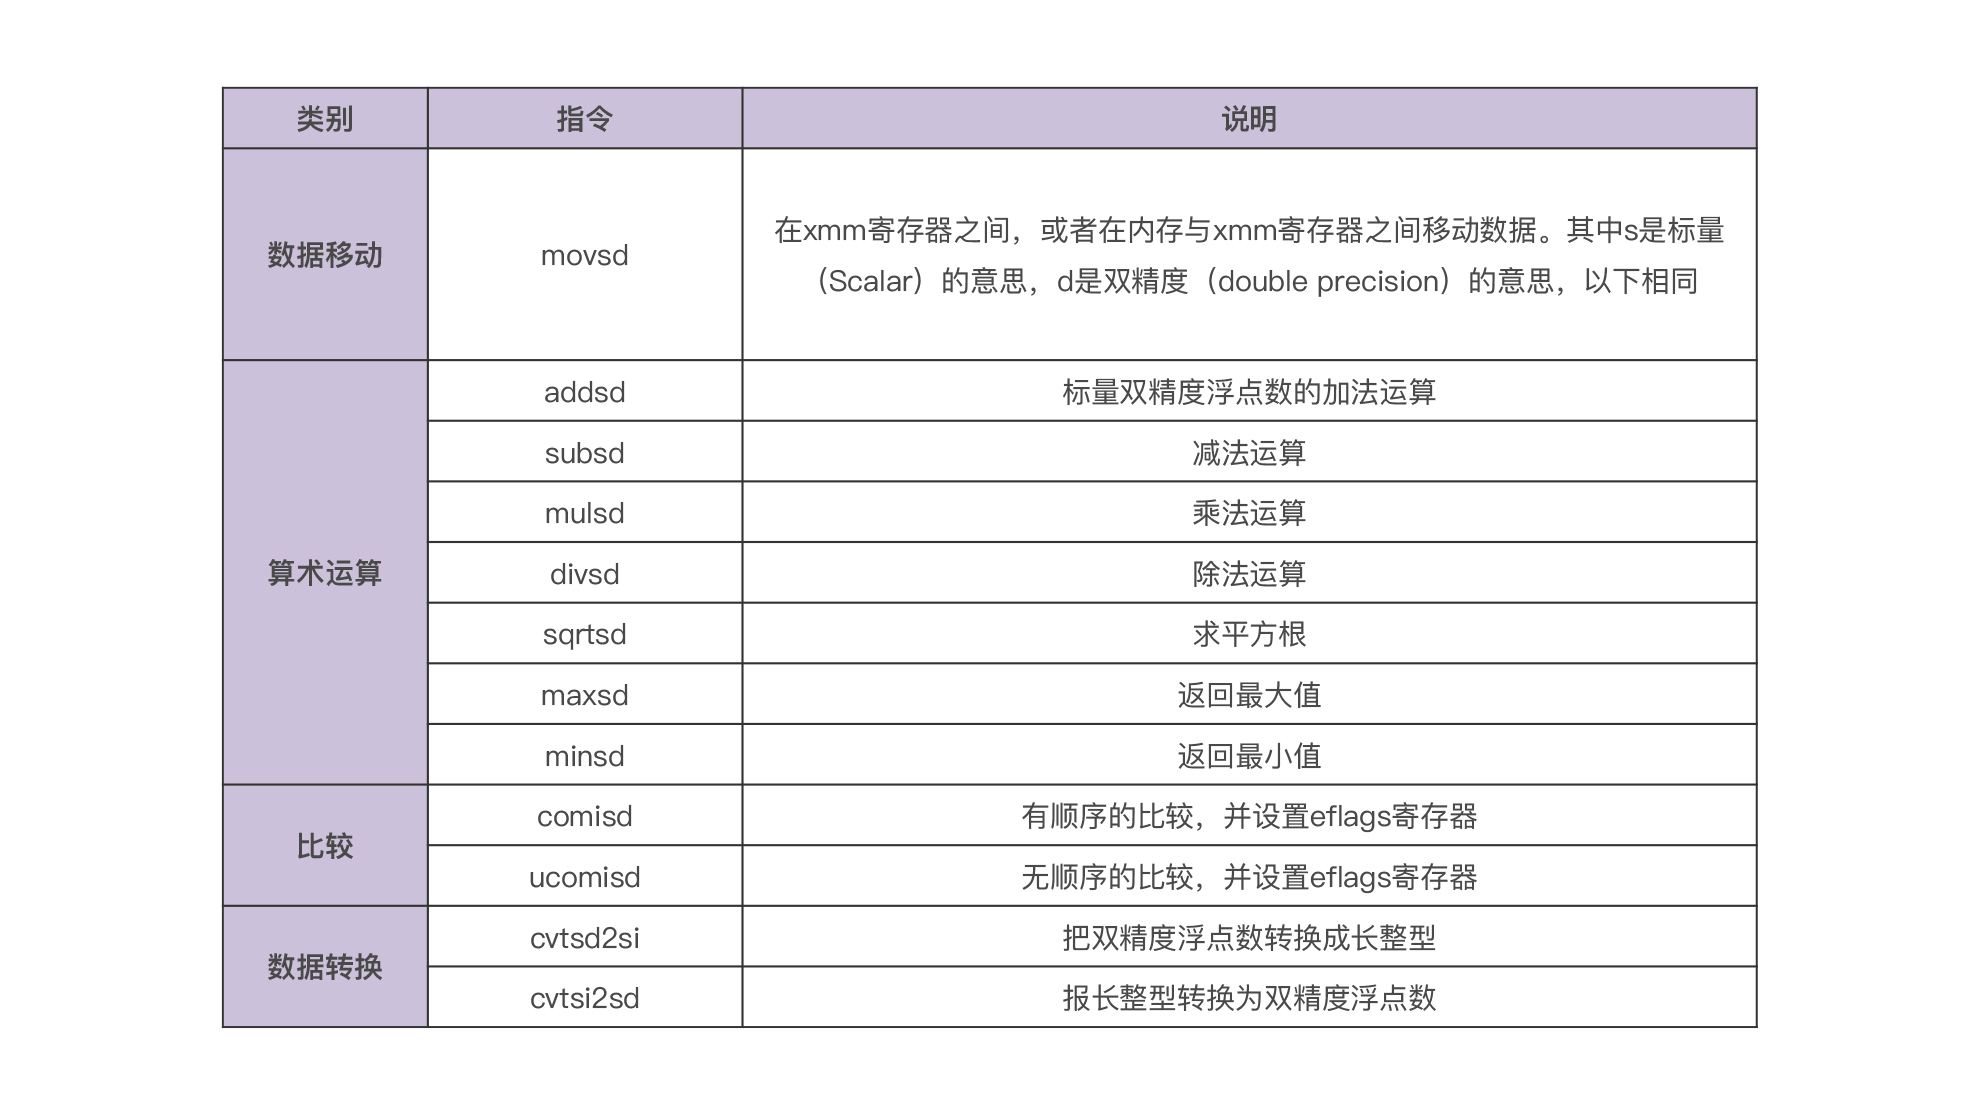 类别 指令 说明
数据移动 movsd 在xmm寄存器之间，或者在内存与xmm寄存器之间移动数据。其中s是标量
（Scalar）的意思，d是双精度（double precision）的意思，以下相同
算术运算 addsd 标量双精度浮点数的加法运算
subsd 减法运算
mulsd 乘法运算
divsd 除法运算
sqrtsd 求平方根
maxsd 返回最大值
minsd 返回最小值
比较 comisd 有顺序的比较，并设置eflags寄存器
ucomisd 无顺序的比较，并设置eflags寄存器
数据转换 cvtsd2si 把双精度浮点数转换成长整型
cvtsi2sd 报长整型转换为双精度浮点数